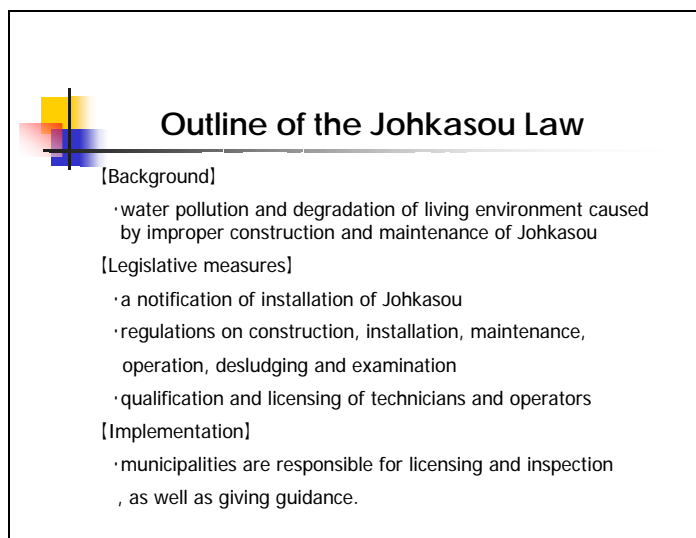 Outline of the Johkasou Law
【Background】
・water pollution and degradation of living environment caused
by improper construction and maintenance of Johkasou
【Legislative measures】
・a notification of installation of Johkasou
・regulations on construction, installation, maintenance,
operation, desludging and examination
・qualification and licensing of technicians and operators
【Implementation】
・municipalities are responsible for licensing and inspection
, as well as giving guidance.